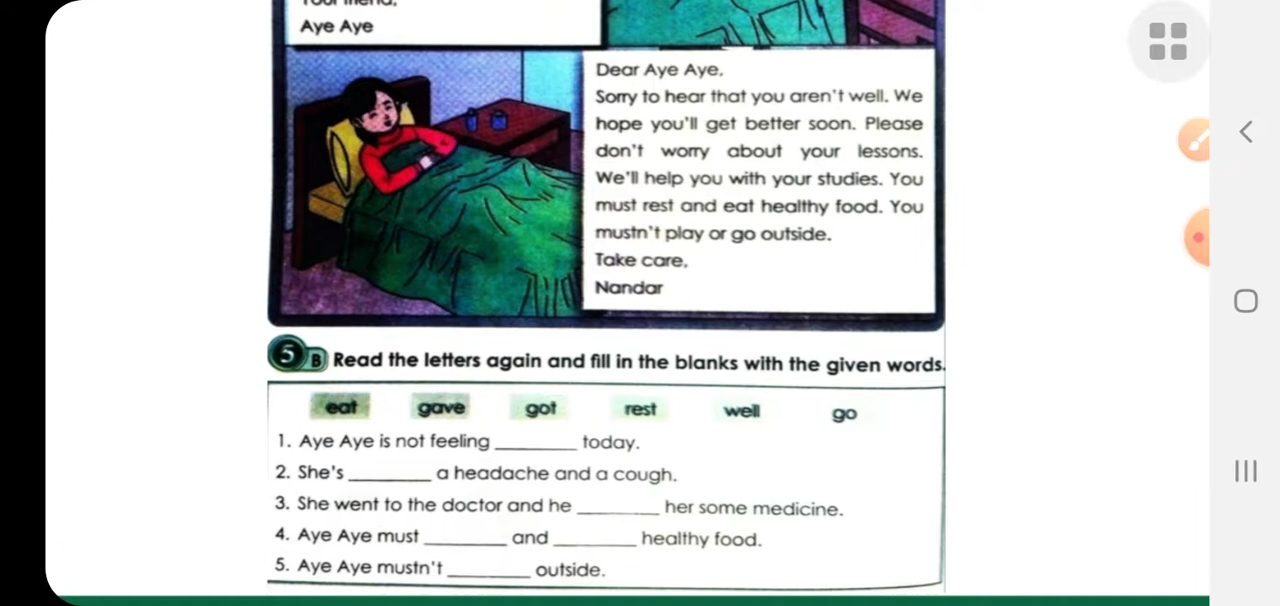 Your friend,
Aye Aye
Dear Aye Aye,
Sorry to hear that you aren't well. We
hope you'll get better soon. Please
don't worry about your lessons.
We'll help you with your studies. You
must rest and eat healthy food. You
mustn't play or go outside.
Take care,
Nandar
5 B Read the letters again and fill in the blanks with the given words.
eat gave got rest well go
1. Aye Aye is not feeling ________ today.
2. She's ________ a headache and a cough.
3. She went to the doctor and he ________ her some medicine.
4. Aye Aye must ________ and ________ healthy food.
5. Aye Aye mustn't ________ outside.